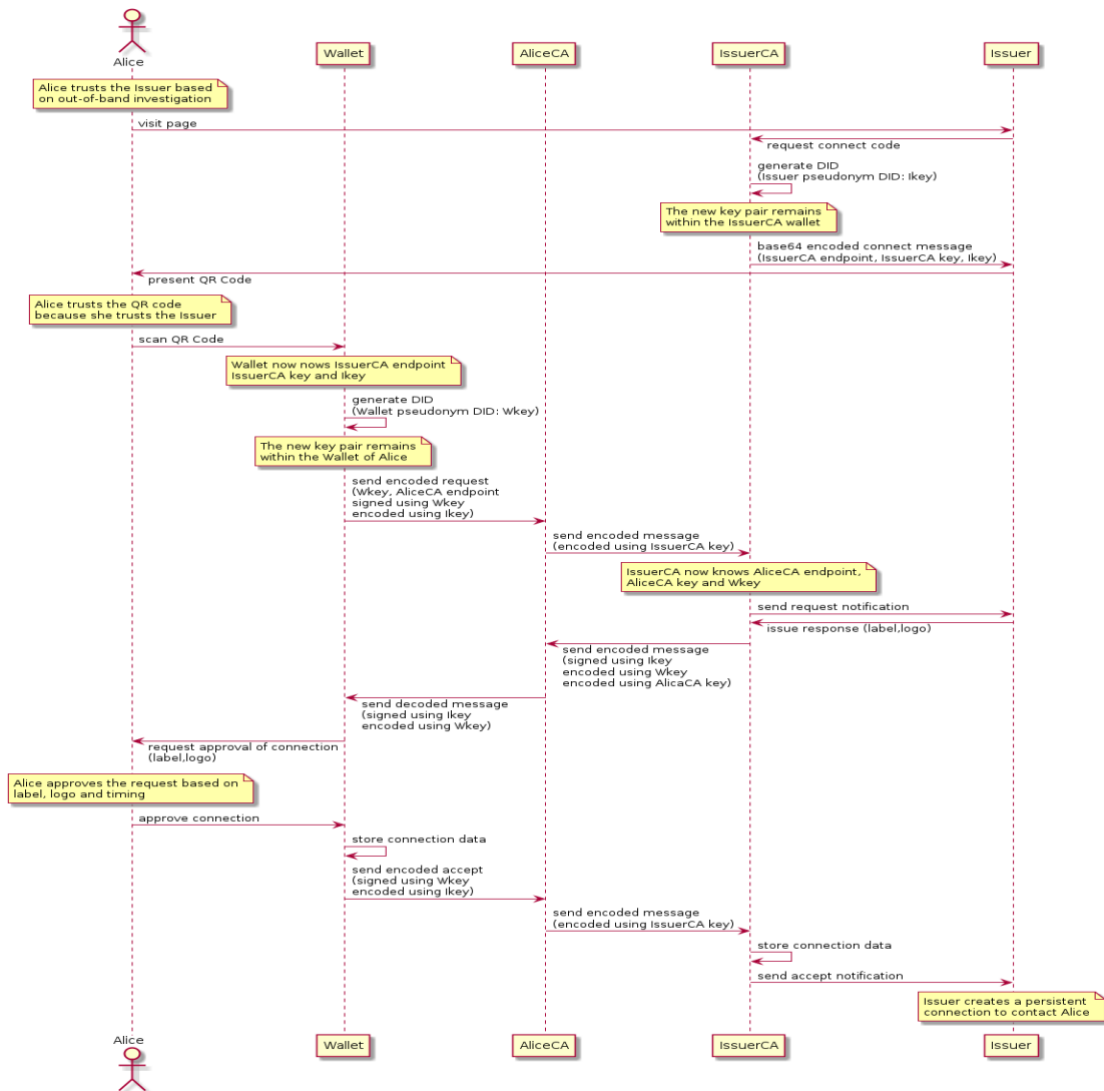 Alice
Wallet
AliceCA
IssuerCA
Issuer
Alice trusts the Issuer based
on out-of-band investigation
visit page
request connect code
generate DID
(Issuer pseudonym DID: Ikey)
The new key pair remains
within the IssuerCA wallet
base64 encoded connect message
(IssuerCA endpoint, IssuerCA key, Ikey)
present QR Code
Alice trusts the QR code
because she trusts the Issuer
scan QR Code
Wallet now nows IssuerCA endpoint
IssuerCA key and Ikey
generate DID
(Wallet pseudonym DID: Wkey)
The new key pair remains
within the Wallet of Alice
send encoded request
(Wkey, AliceCA endpoint
signed using Wkey
encoded using Ikey)
send encoded message
(encoded using IssuerCA key)
IssuerCA now knows AliceCA endpoint,
AliceCA key and Wkey
send request notification
issue response (label,logo)
send encoded message
(signed using Ikey
encoded using Wkey
encoded using AlicaCA key)
send decoded message
(signed using Ikey
encoded using Wkey)
request approval of connection
(label,logo)
Alice approves the request based on
label, logo and timing
approve connection
store connection data
send encoded accept
(signed using Wkey
encoded using Ikey)
send encoded message
(encoded using IssuerCA key)
store connection data
send accept notification
Issuer creates a persistent
connection to contact Alice
Alice
Wallet
AliceCA
IssuerCA
Issuer